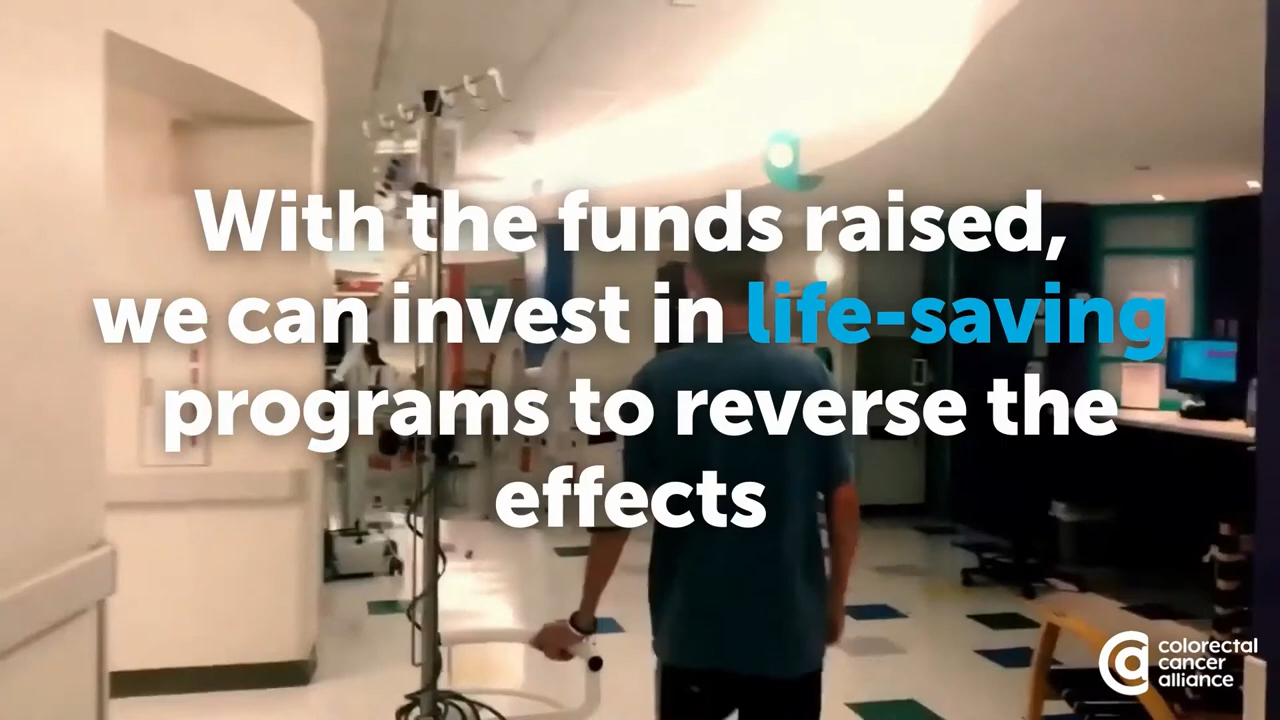 With the funds raised,
we can invest in life-saving
programs to reverse the
effects
colorectal
cancer
alliance